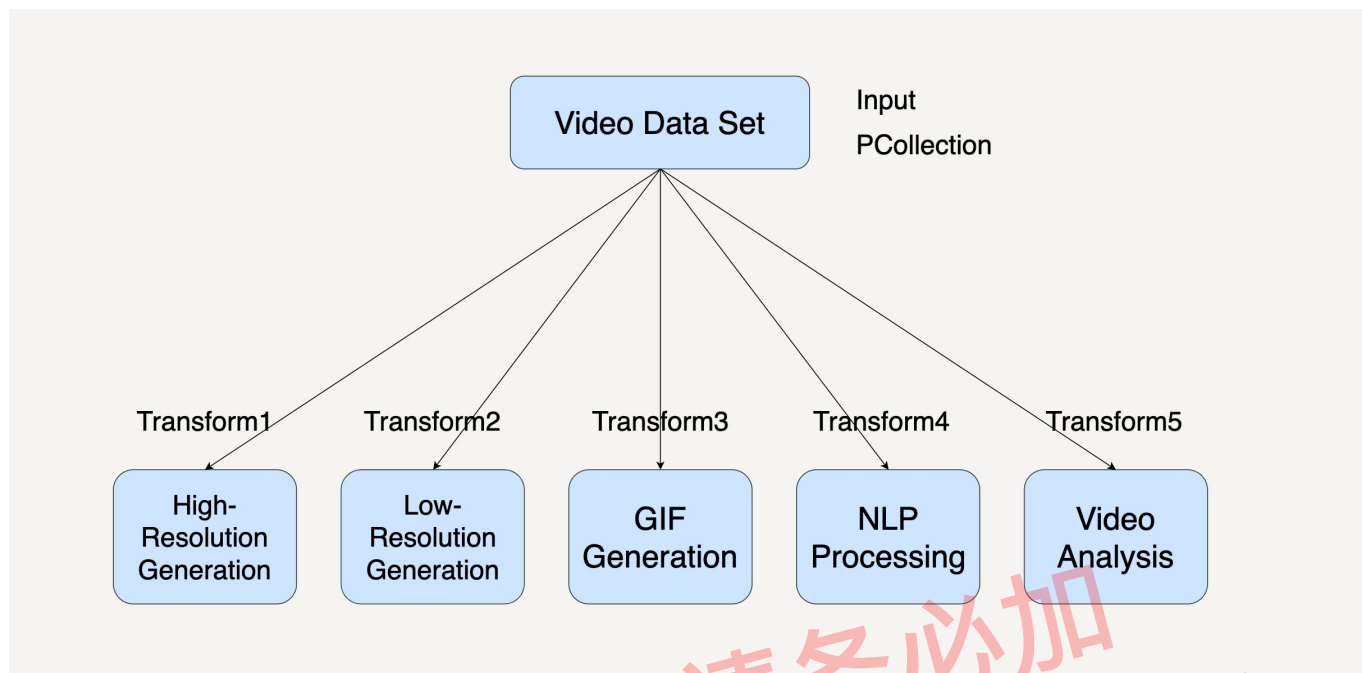 Video Data Set
Input
PCollection
Transform1
Transform2
Transform3
Transform4
Transform5
High-
Resolution
Generation
Low-
Resolution
Generation
GIF
Generation
NLP
Processing
Video
Analysis
务必加